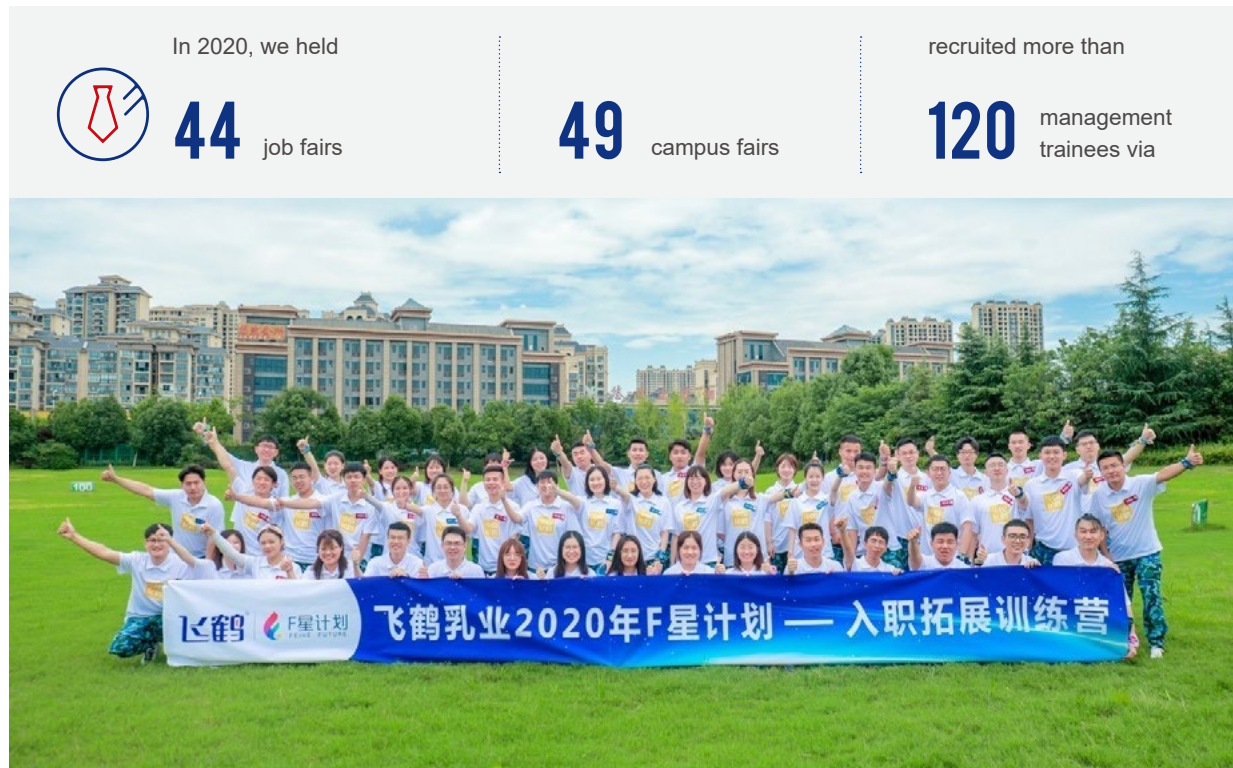 In 2020, we held
44 job fairs
49 campus fairs
recruited more than
120 management
trainees via
100
飞鹤
F星计划
FEIHE FUTURE
飞鹤乳业2020年F星计划 — 入职拓展训练营